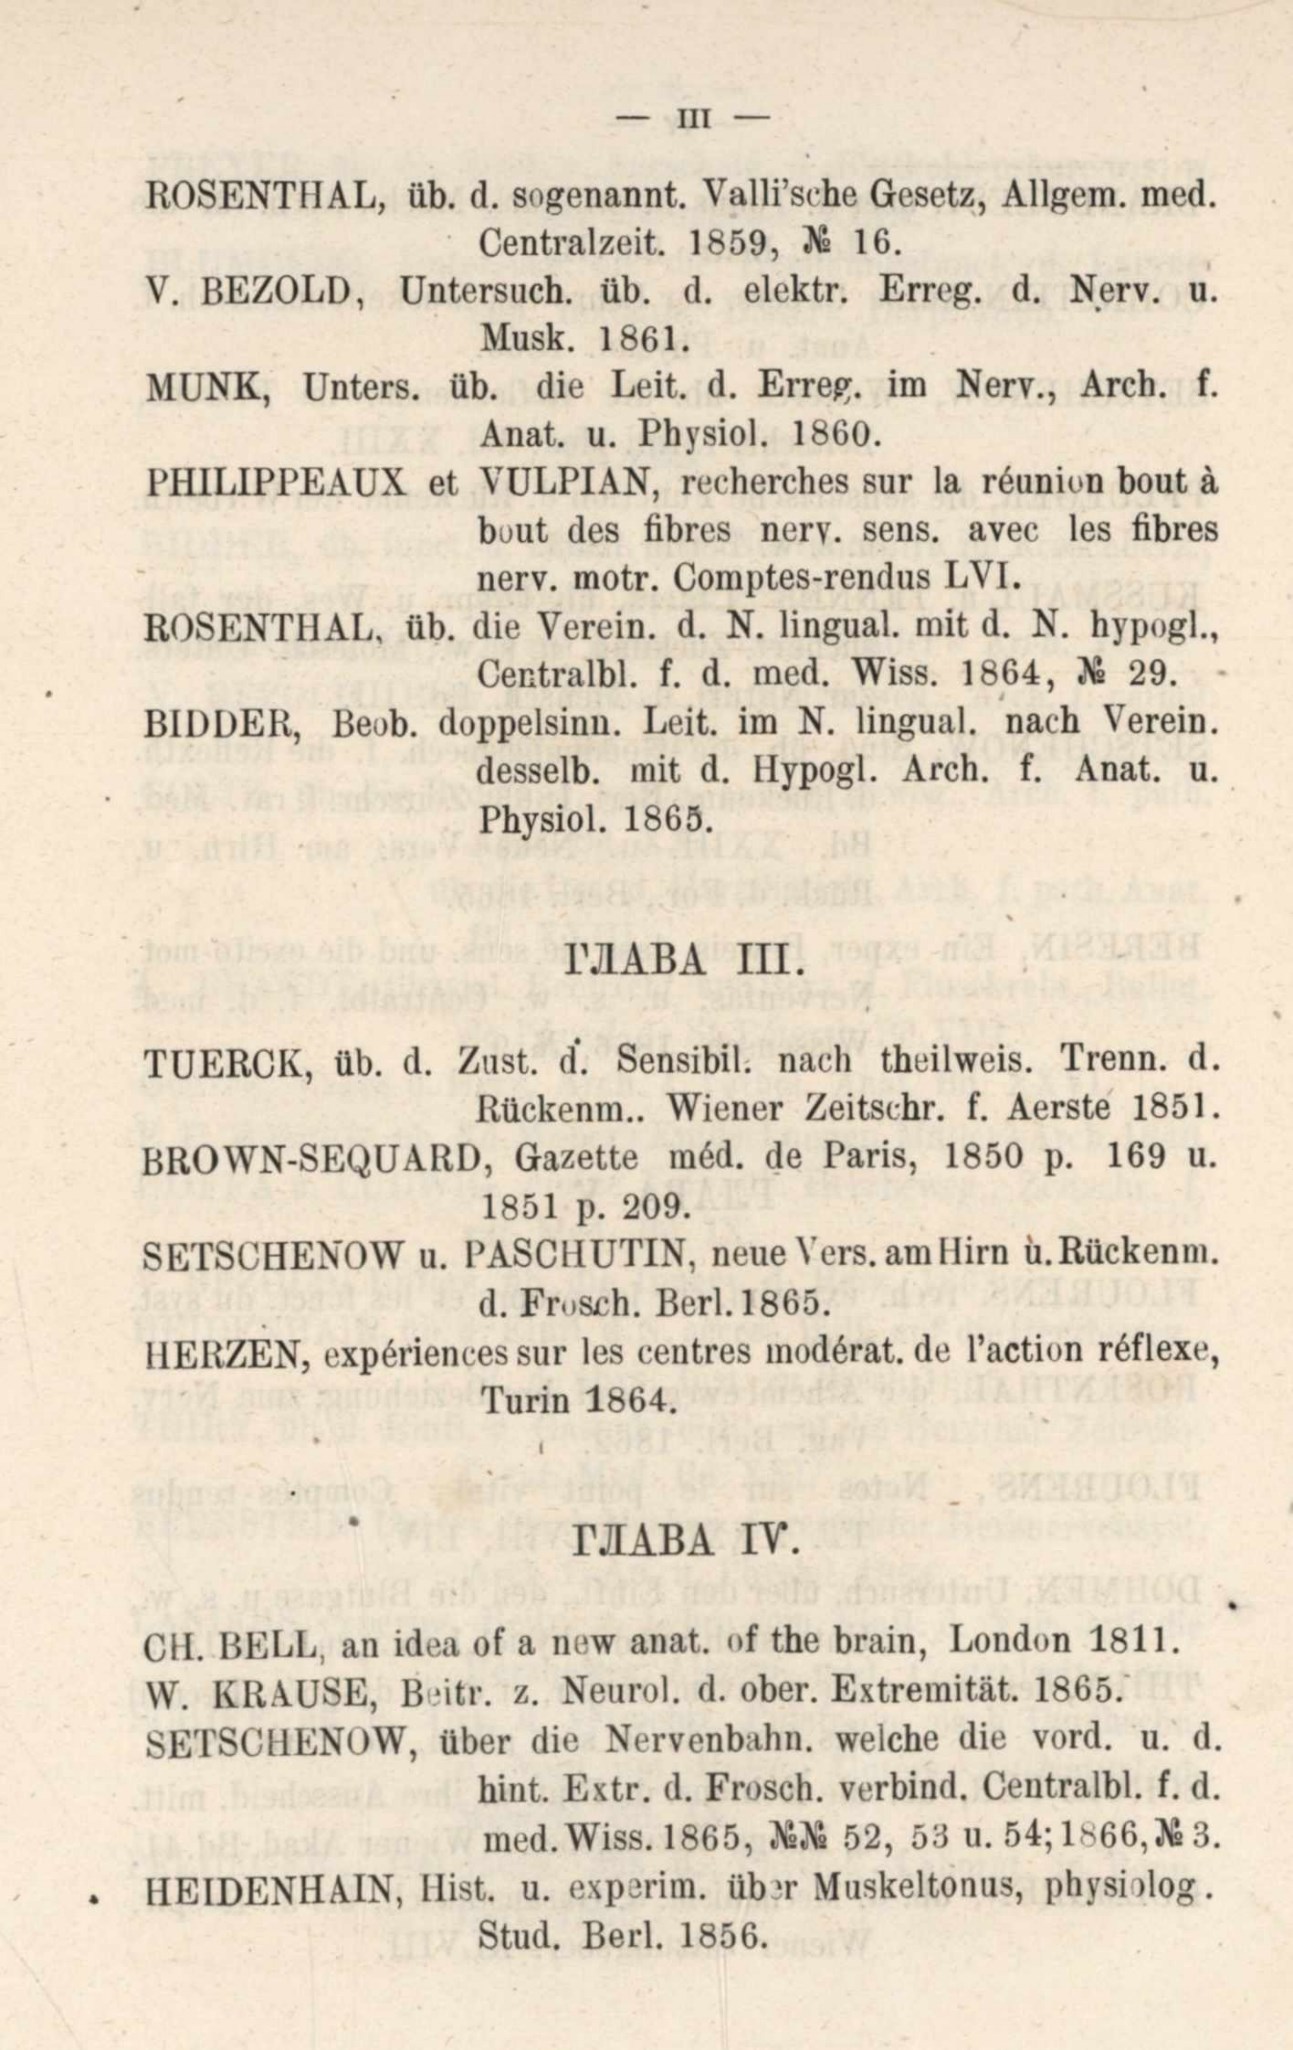 — III —
ROSENTHAL, üb. d. sogenannt. Valli'sche Gesetz, Allgem. med.
Centralzeit. 1859, № 16.
V. BEZOLD, Untersuch. üb. d. elektr. Erreg. d. Nerv. u.
Musk. 1861.
MUNK, Unters. üb. die Leit. d. Erreg. im Nerv., Arch. f.
Anat. u. Physiol. 1860.
PHILIPPEAUX et VULPIAN, recherches sur la réunion bout à
bout des fibres nerv. sens. avec les fibres
nerv. motr. Comptes-rendus LVI.
ROSENTHAL, üb. die Verein. d. N. lingual. mit d. N. hypogl.,
Centralbl. f. d. med. Wiss. 1864, № 29.
BIDDER, Beob. doppelsinn. Leit. im N. lingual. nach Verein.
desselb. mit d. Hypogl. Arch. f. Anat. u.
Physiol. 1865.
ГЛАВА III.
TUERCK, üb. d. Zust. d. Sensibil. nach theilweis. Trenn. d.
Rückenm.. Wiener Zeitschr. f. Aerste 1851.
BROWN-SEQUARD, Gazette méd. de Paris, 1850 p. 169 u.
1851 p. 209.
SETSCHENOW u. PASCHUTIN, neue Vers. am Hirn u. Rückenm.
d. Frosch. Berl. 1865.
HERZEN, expériences sur les centres modérat. de l'action réflexe,
Turin 1864.
ГЛАВА IV.
CH. BELL, an idea of a new anat. of the brain, London 1811.
W. KRAUSE, Beitr. z. Neurol. d. ober. Extremität. 1865.
SETSCHENOW, über die Nervenbahn. welche die vord. u. d.
hint. Extr. d. Frosch. verbind. Centralbl. f. d.
med. Wiss. 1865, №№ 52, 53 u. 54; 1866, № 3.
HEIDENHAIN, Hist. u. experim. über Muskeltonus, physiolog.
Stud. Berl. 1856.